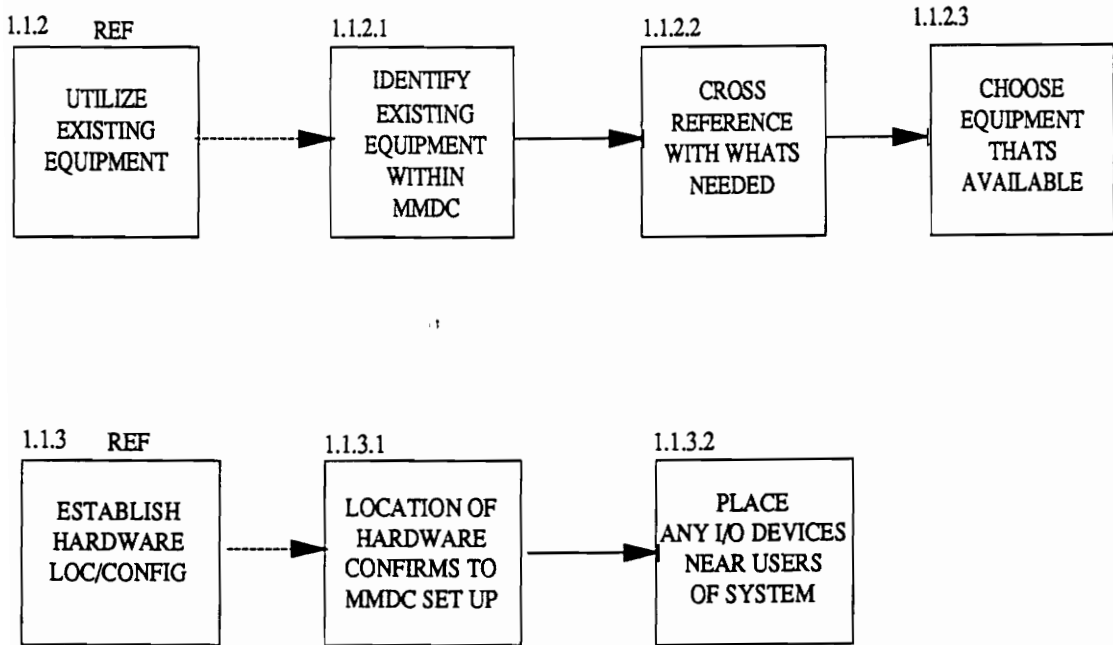 1.1.2 REF
UTILIZE
EXISTING
EQUIPMENT
1.1.2.1
IDENTIFY
EXISTING
EQUIPMENT
WITHIN
MMDC
1.1.2.2
CROSS
REFERENCE
WITH WHATS
NEEDED
1.1.2.3
CHOOSE
EQUIPMENT
THATS
AVAILABLE
1.1.3 REF
ESTABLISH
HARDWARE
LOC/CONFIG
1.1.3.1
LOCATION OF
HARDWARE
CONFIRMS TO
MMDC SET UP
1.1.3.2
PLACE
ANY I/O DEVICES
NEAR USERS
OF SYSTEM